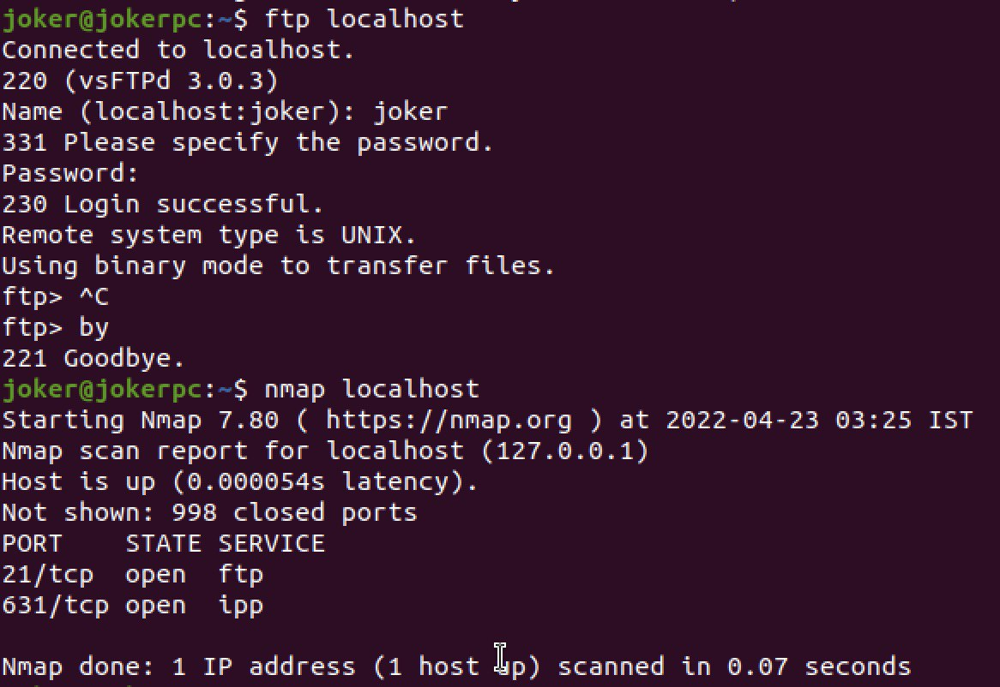 joker@jokerpc:~$ ftp localhost
Connected to localhost.
220 (vsFTPd 3.0.3)
Name (localhost:joker): joker
331 Please specify the password.
Password:
230 Login successful.
Remote system type is UNIX.
Using binary mode to transfer files.
ftp> ^C
ftp> by
221 Goodbye.
joker@jokerpc:~$ nmap localhost
Starting Nmap 7.80 ( https://nmap.org ) at 2022-04-23 03:25 IST
Nmap scan report for localhost (127.0.0.1)
Host is up (0.000054s latency).
Not shown: 998 closed ports
PORT    STATE SERVICE
21/tcp  open  ftp
631/tcp open  ipp
Nmap done: 1 IP address (1 host up) scanned in 0.07 seconds